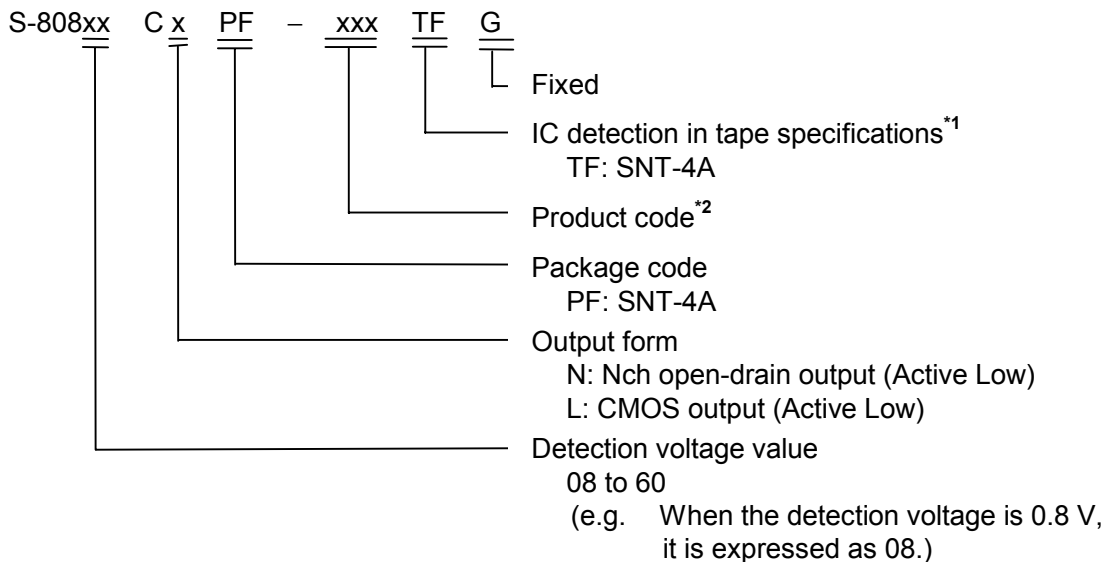 S-808xx C x PF – xxx TF G
Fixed
IC detection in tape specifications*1
TF: SNT-4A
Product code*2
Package code
PF: SNT-4A
Output form
N: Nch open-drain output (Active Low)
L: CMOS output (Active Low)
Detection voltage value
08 to 60
(e.g. When the detection voltage is 0.8 V,
it is expressed as 08.)